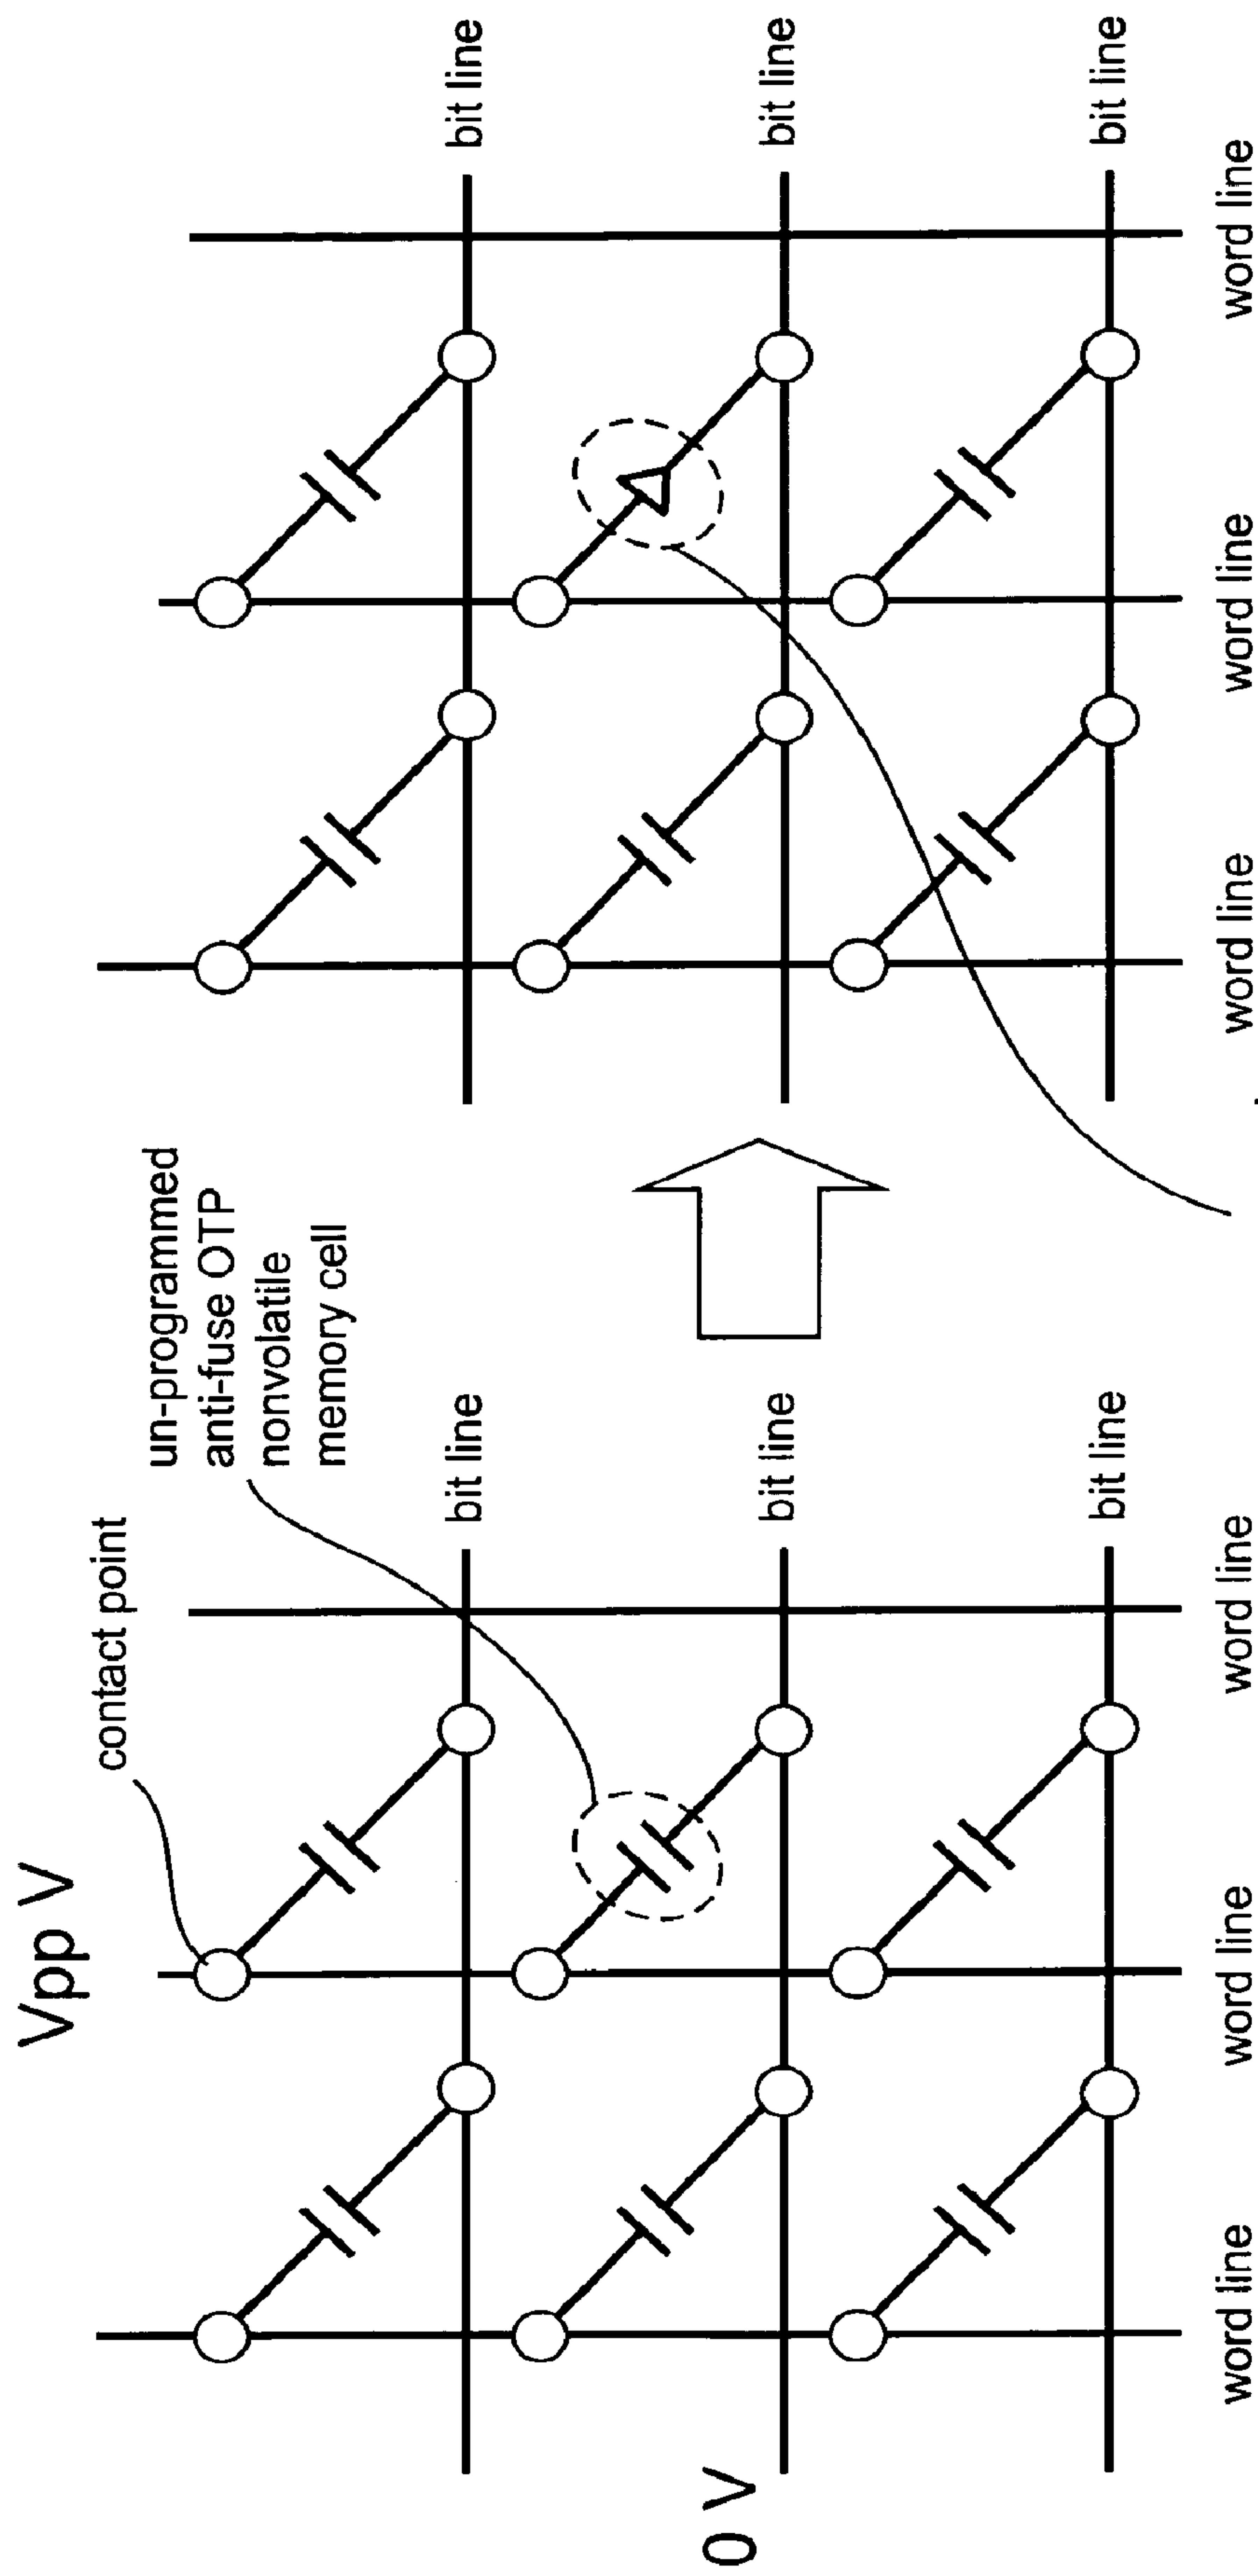 Vpp V
contact point
un-programmed
anti-fuse OTP
nonvolatile
memory cell
bit line
bit line
0 V
bit line
bit line
bit line
bit line
word line
word line
word line
word line
word line
word line